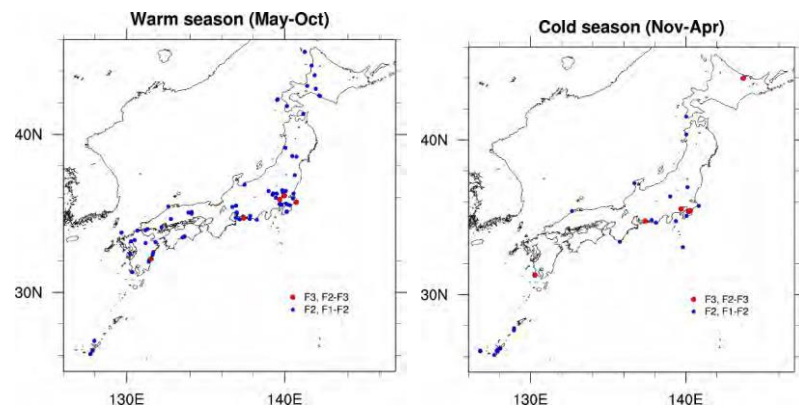 Warm season (May-Oct)
40N
30N
130E
140E
F3, F2-F3
F2, F1-F2
Cold season (Nov-Apr)
40N
30N
130E
140E
F3, F2-F3
F2, F1-F2